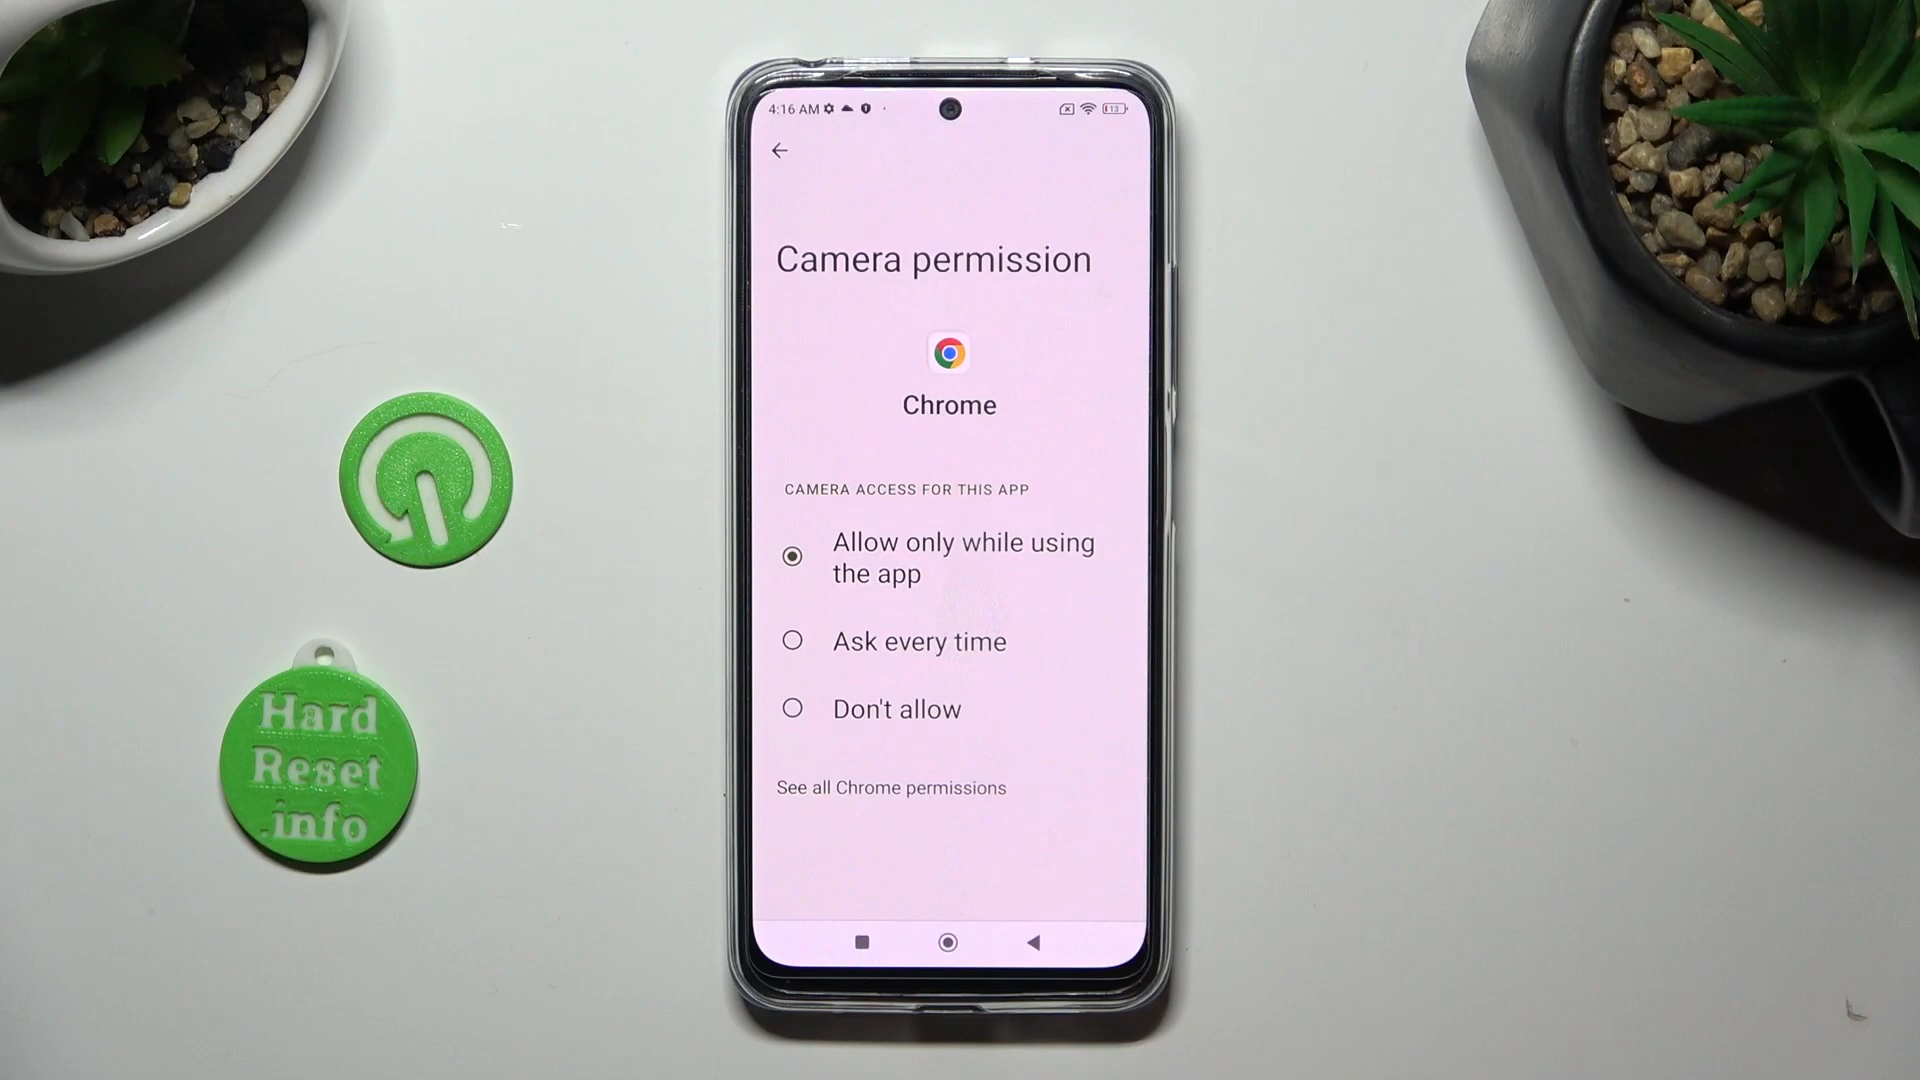 4:16 AM
13
Camera permission
Chrome
CAMERA ACCESS FOR THIS APP
Allow only while using
the app
Ask every time
Don't allow
See all Chrome permissions
Hard
Reset
.info